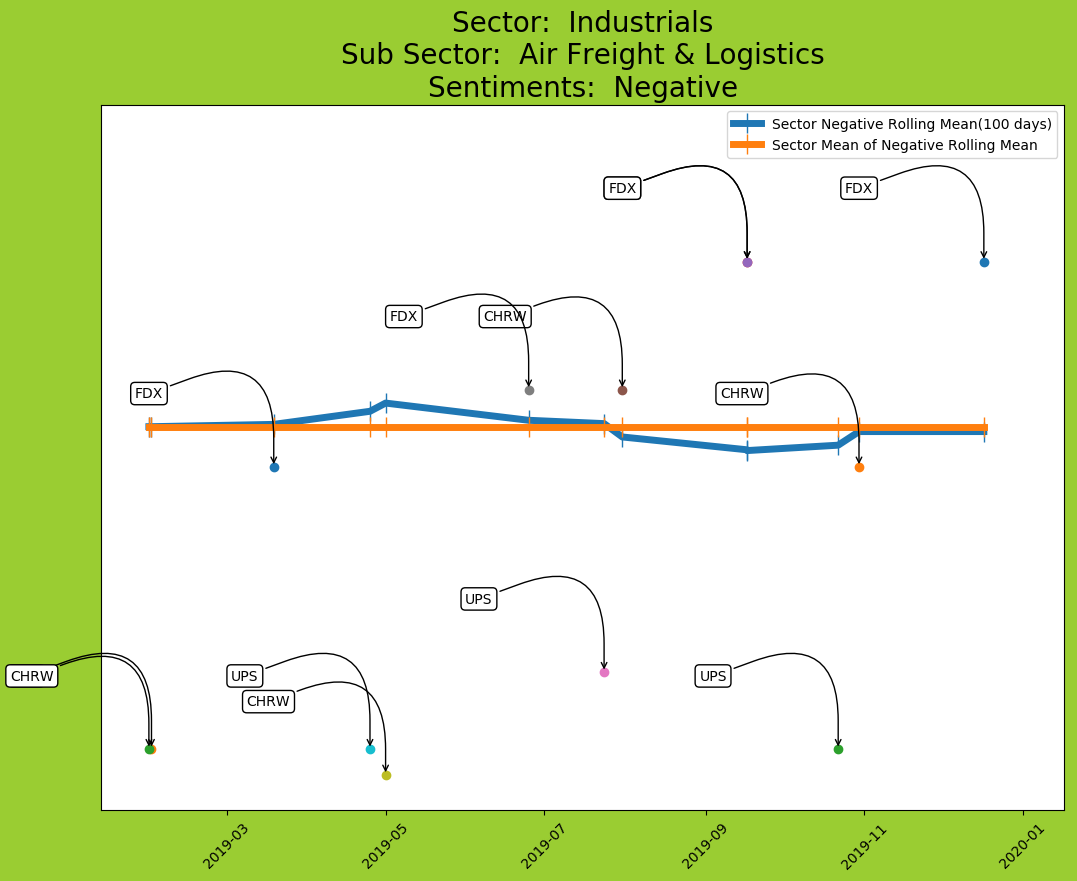 Sector:  Industrials
Sub Sector:  Air Freight & Logistics
Sentiments:  Negative
Sector Negative Rolling Mean(100 days)
Sector Mean of Negative Rolling Mean
FDX
FDX
FDX
CHRW
FDX
CHRW
UPS
CHRW
UPS
UPS
CHRW
2019-03
2019-05
2019-07
2019-09
2019-11
2020-01